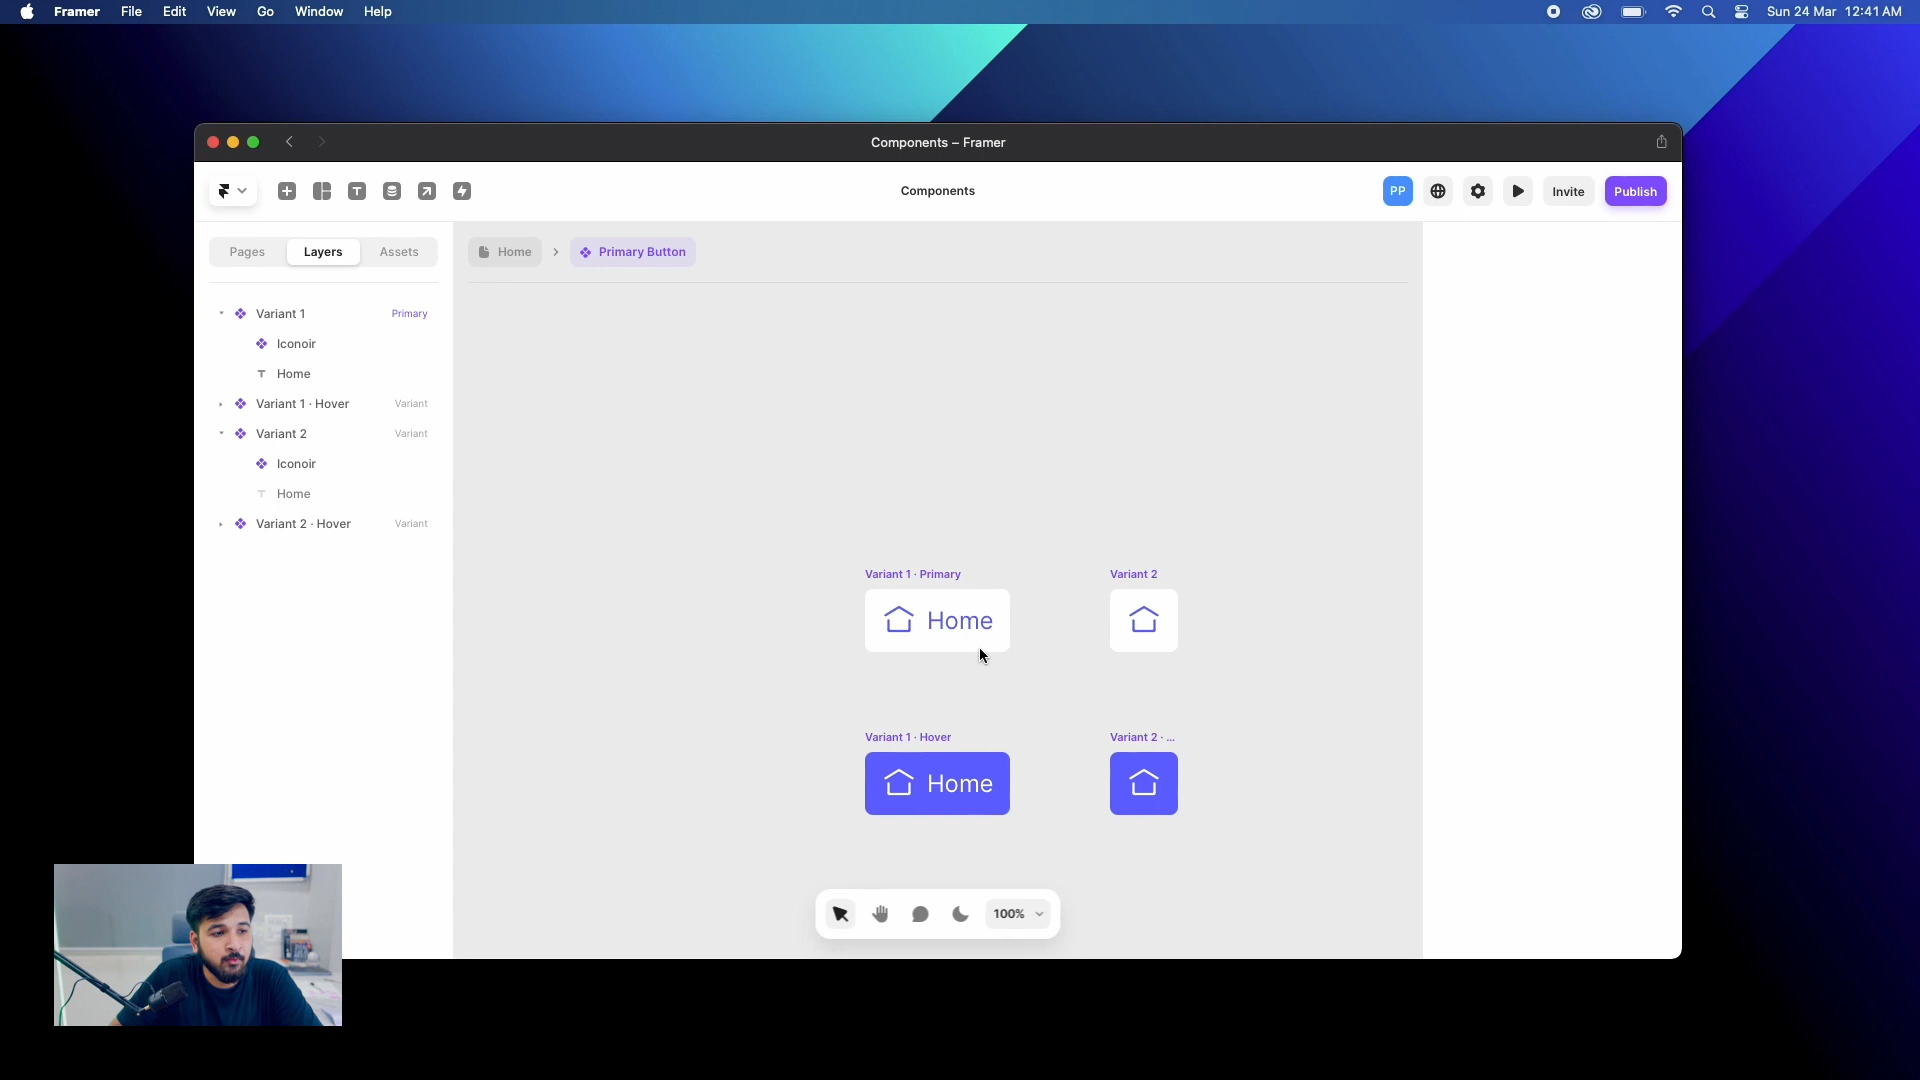 Framer File Edit View Go Window Help Sun 24 Mar 12:41 AM
Components – Framer
Components PP Invite Publish
Pages Layers Assets Home Primary Button
Variant 1 Primary
Iconoir
Home
Variant 1 · Hover Variant
Variant 2 Variant
Iconoir
Home
Variant 2 · Hover Variant
Variant 1 · Primary Variant 2
Home
Variant 1 · Hover Variant 2 · ...
Home
100%